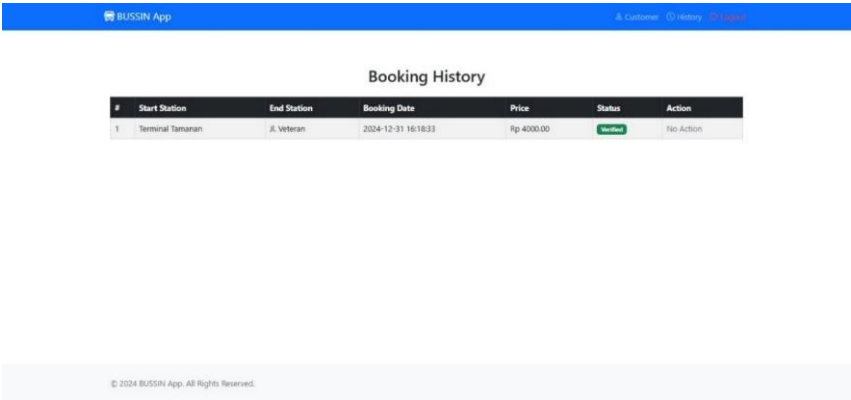 BUSSIN App Customer History Logout
Booking History
# Start Station End Station Booking Date Price Status Action
1 Terminal Tamanan Jl. Veteran 2024-12-31 16:18:33 Rp 4000.00 Verified No Action
© 2024 BUSSIN App. All Rights Reserved.